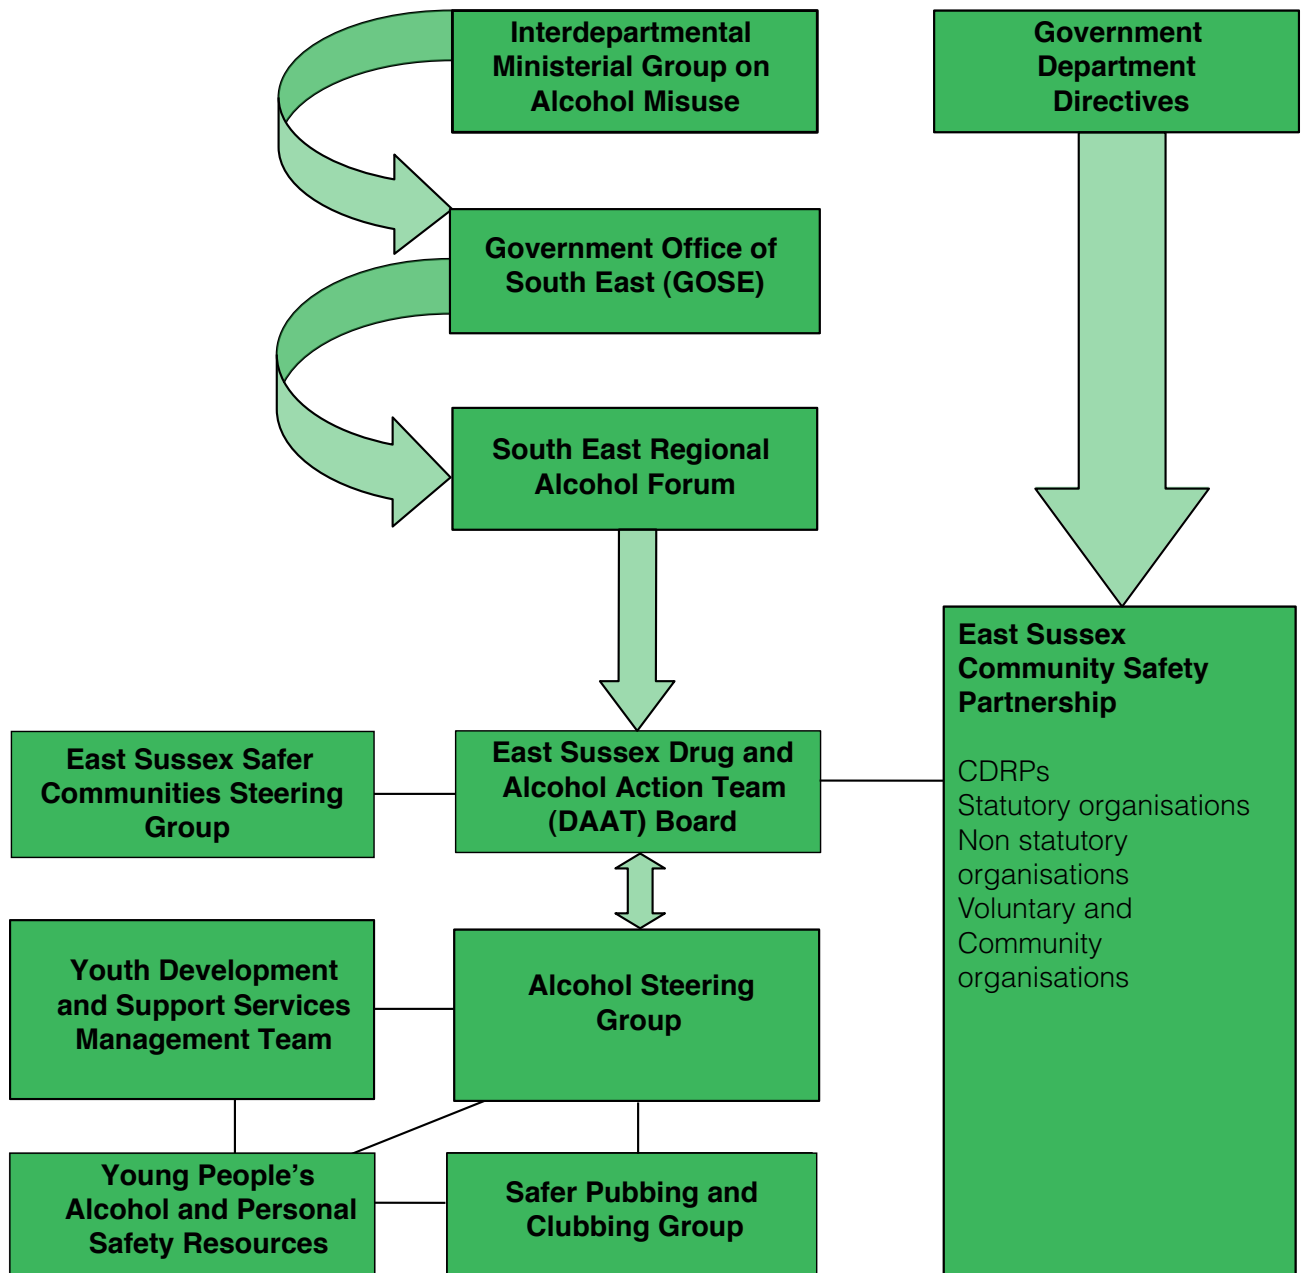 Interdepartmental
Ministerial Group on
Alcohol Misuse
Government
Department
Directives
Government Office of
South East (GOSE)
South East Regional
Alcohol Forum
East Sussex
Community Safety
Partnership
CDRPs
Statutory organisations
Non statutory
organisations
Voluntary and
Community
organisations
East Sussex Safer
Communities Steering
Group
East Sussex Drug and
Alcohol Action Team
(DAAT) Board
Youth Development
and Support Services
Management Team
Alcohol Steering
Group
Young People’s
Alcohol and Personal
Safety Resources
Safer Pubbing and
Clubbing Group